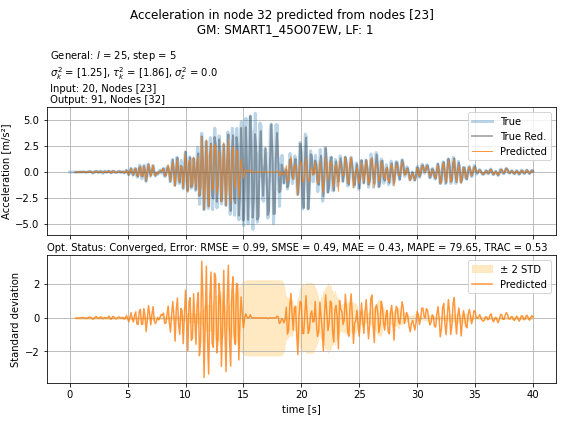 Acceleration in node 32 predicted from nodes [23]
GM: SMART1_45O07EW, LF: 1
General: l = 25, step = 5
σ²ₖ = [1.25], τ²ₖ = [1.86], σ²ε = 0.0
Input: 20, Nodes [23]
Output: 91, Nodes [32]
Acceleration [m/s²]
5.0
2.5
0.0
−2.5
−5.0
True
True Red.
Predicted
Opt. Status: Converged, Error: RMSE = 0.99, SMSE = 0.49, MAE = 0.43, MAPE = 79.65, TRAC = 0.53
Standard deviation
2
0
−2
± 2 STD
Predicted
0 5 10 15 20 25 30 35 40
time [s]